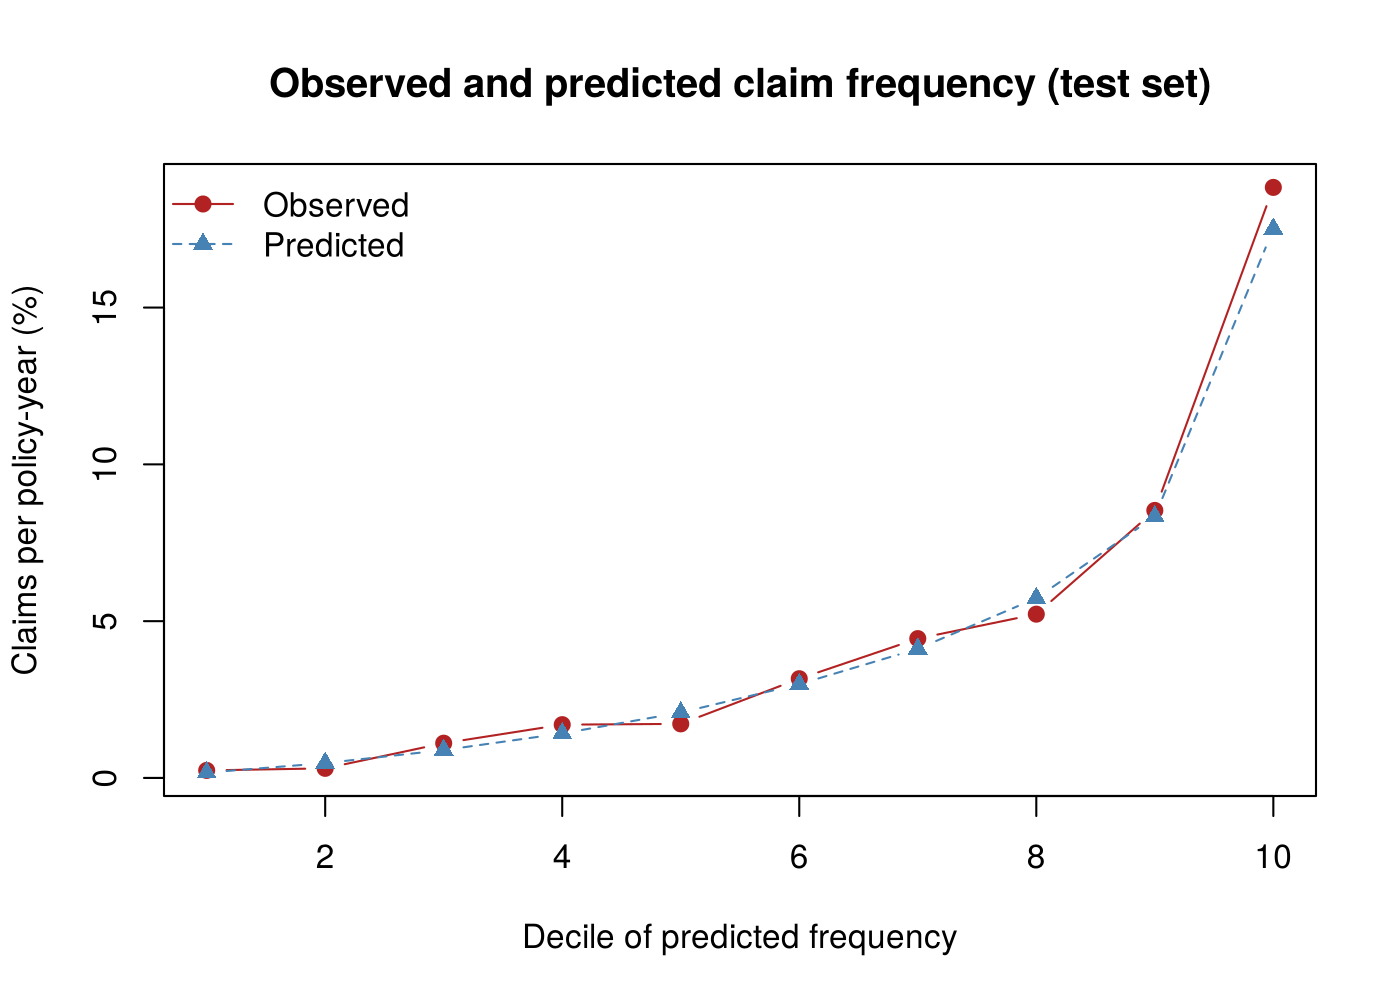 Observed and predicted claim frequency (test set)
Observed
Predicted
Claims per policy-year (%)
15
10
5
0
2
4
6
8
10
Decile of predicted frequency